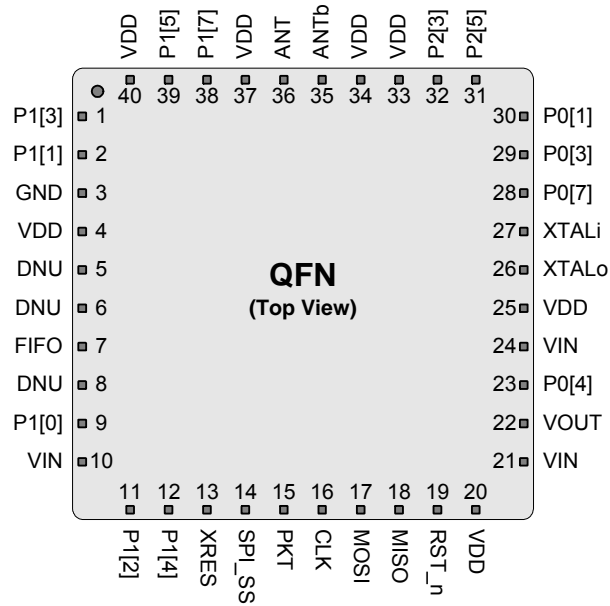 VDD P1[5] P1[7] VDD ANT ANTb VDD VDD P2[3] P2[5]
40 39 38 37 36 35 34 33 32 31
P1[3] 1 30 P0[1]
P1[1] 2 29 P0[3]
GND 3 28 P0[7]
VDD 4 27 XTALi
DNU 5 26 XTALo
QFN
DNU 6 25 VDD
(Top View)
FIFO 7 24 VIN
DNU 8 23 P0[4]
P1[0] 9 22 VOUT
VIN 10 21 VIN
11 12 13 14 15 16 17 18 19 20
P1[2] P1[4] XRES SPI_SS PKT CLK MOSI MISO RST_n VDD